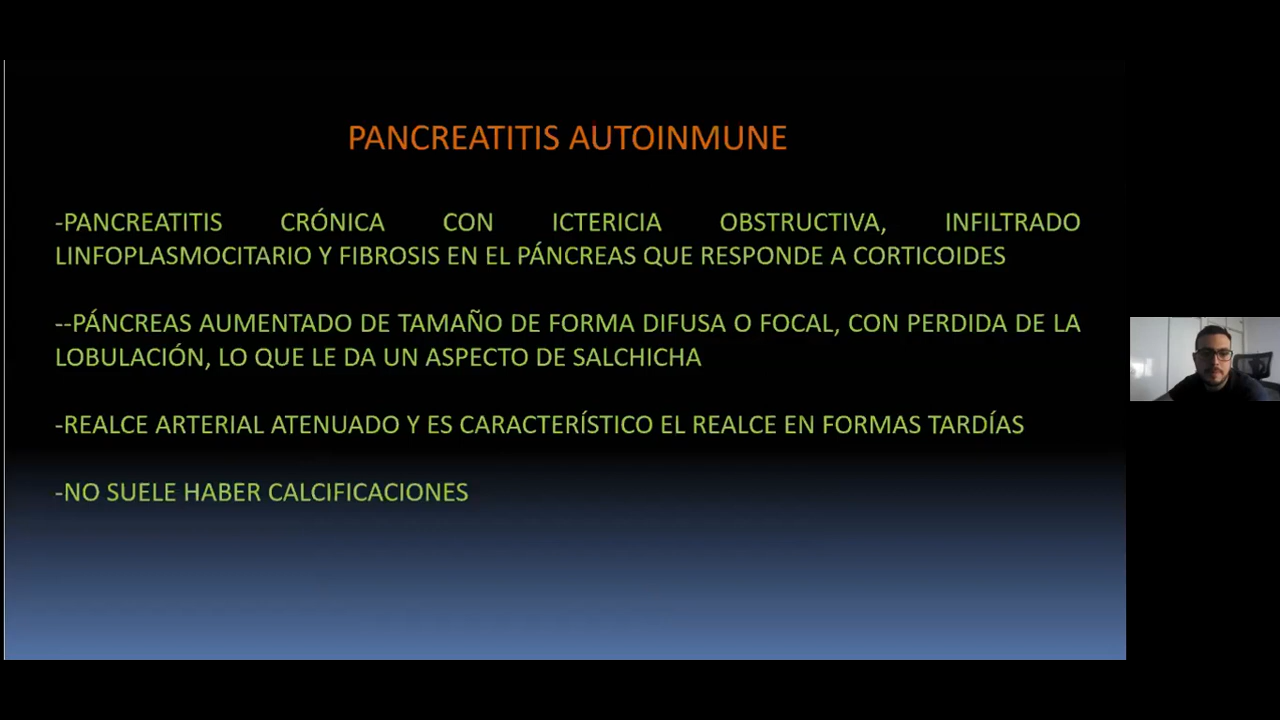 PANCREATITIS AUTOINMUNE
-PANCREATITIS CRÓNICA CON ICTERICIA OBSTRUCTIVA, INFILTRADO
LINFOPLASMOCITARIO Y FIBROSIS EN EL PÁNCREAS QUE RESPONDE A CORTICOIDES
--PÁNCREAS AUMENTADO DE TAMAÑO DE FORMA DIFUSA O FOCAL, CON PERDIDA DE LA
LOBULACIÓN, LO QUE LE DA UN ASPECTO DE SALCHICHA
-REALCE ARTERIAL ATENUADO Y ES CARACTERÍSTICO EL REALCE EN FORMAS TARDÍAS
-NO SUELE HABER CALCIFICACIONES